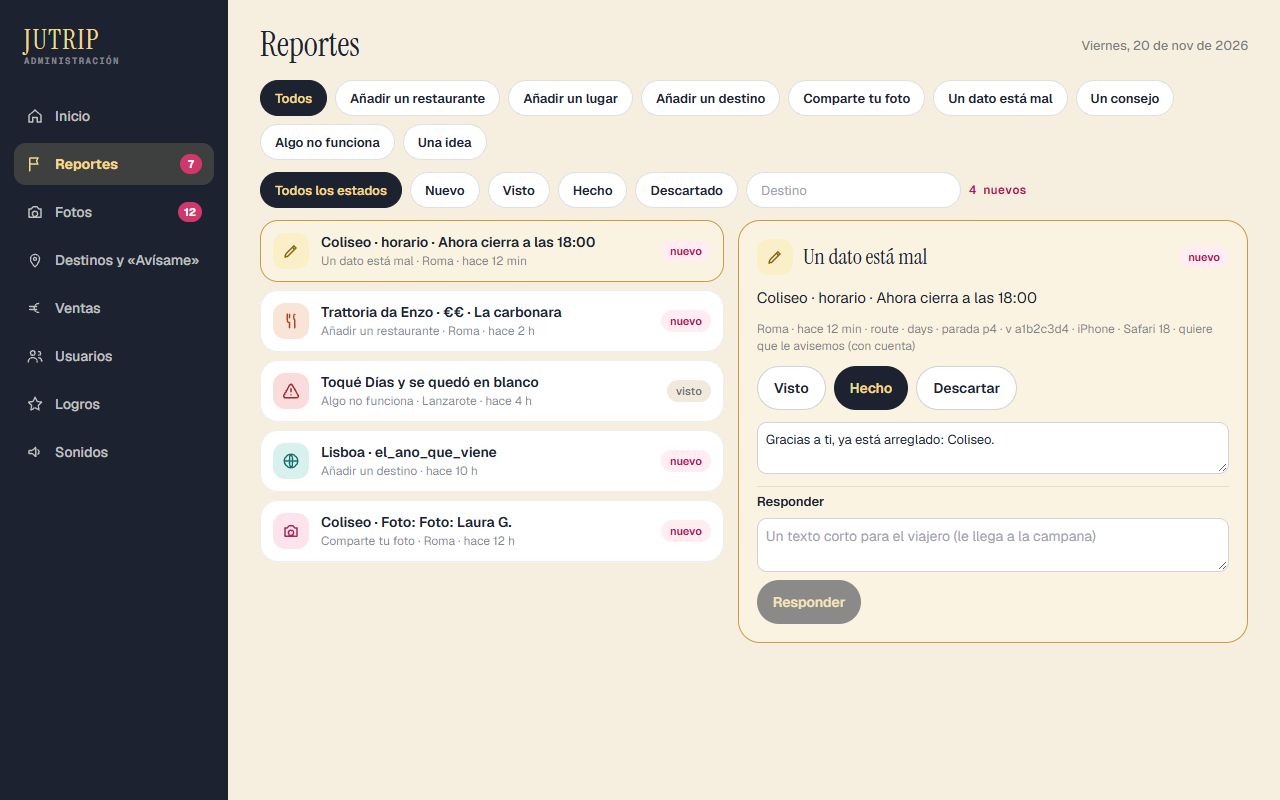 JUTRIP
ADMINISTRACIÓN
Inicio
Reportes 7
Fotos 12
Destinos y «Avísame»
Ventas
Usuarios
Logros
Sonidos
Reportes
Viernes, 20 de nov de 2026
Todos Añadir un restaurante Añadir un lugar Añadir un destino Comparte tu foto Un dato está mal Un consejo
Algo no funciona Una idea
Todos los estados Nuevo Visto Hecho Descartado Destino 4 nuevos
Coliseo · horario · Ahora cierra a las 18:00
Un dato está mal · Roma · hace 12 min
nuevo
Trattoria da Enzo · €€ · La carbonara
Añadir un restaurante · Roma · hace 2 h
nuevo
Toqué Días y se quedó en blanco
Algo no funciona · Lanzarote · hace 4 h
visto
Lisboa · el_ano_que_viene
Añadir un destino · hace 10 h
nuevo
Coliseo · Foto: Foto: Laura G.
Comparte tu foto · Roma · hace 12 h
nuevo
Un dato está mal
nuevo
Coliseo · horario · Ahora cierra a las 18:00
Roma · hace 12 min · route · days · parada p4 · v a1b2c3d4 · iPhone · Safari 18 · quiere
que le avisemos (con cuenta)
Visto Hecho Descartar
Gracias a ti, ya está arreglado: Coliseo.
Responder
Un texto corto para el viajero (le llega a la campana)
Responder